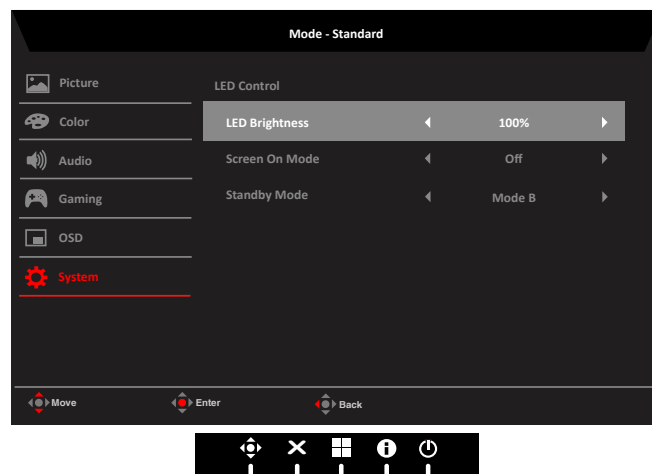 Mode - Standard
Picture
LED Control
Color
LED Brightness 100%
Audio
Screen On Mode Off
Gaming
Standby Mode Mode B
OSD
System
Move Enter Back